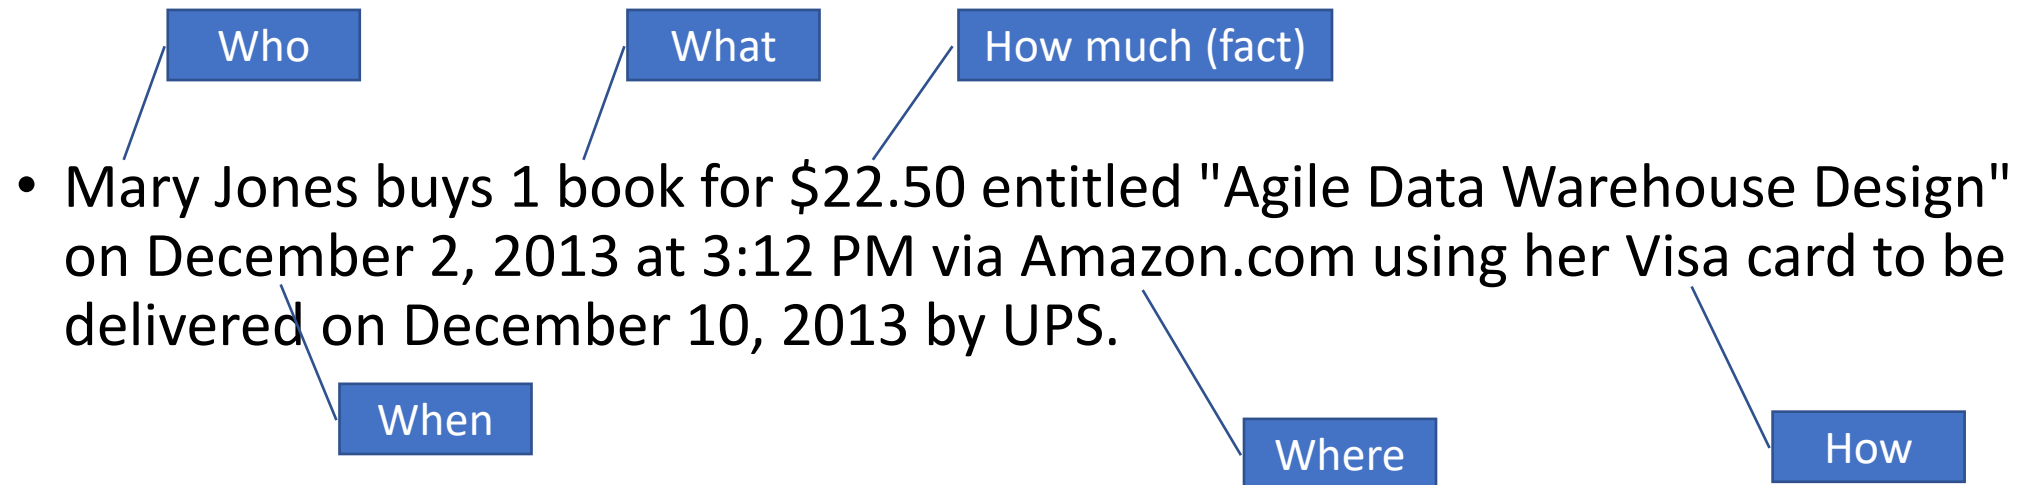 Who
What
How much (fact)
• Mary Jones buys 1 book for $22.50 entitled "Agile Data Warehouse Design"
on December 2, 2013 at 3:12 PM via Amazon.com using her Visa card to be
delivered on December 10, 2013 by UPS.
When
Where
How